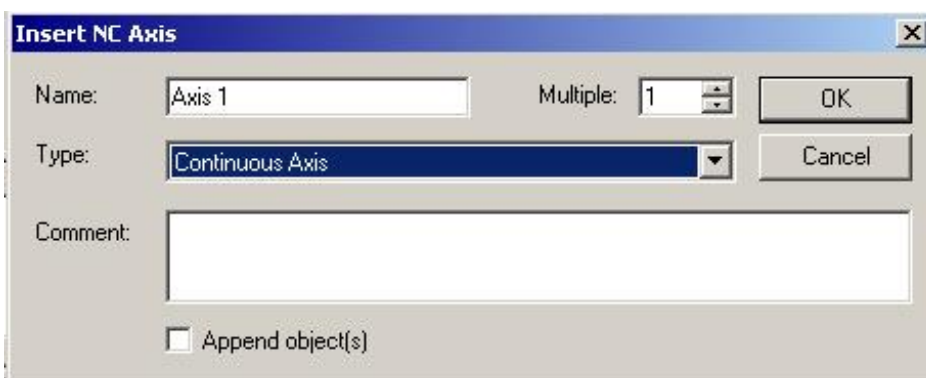 Insert NC Axis
Name: Axis 1 Multiple: 1 OK
Type: Continuous Axis Cancel
Comment:
Append object(s)